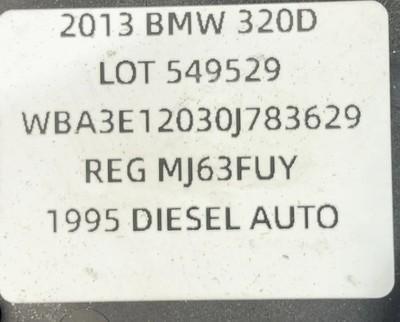 2013 BMW 320D
LOT 549529
WBA3E12030J783629
REG MJ63FUY
1995 DIESEL AUTO